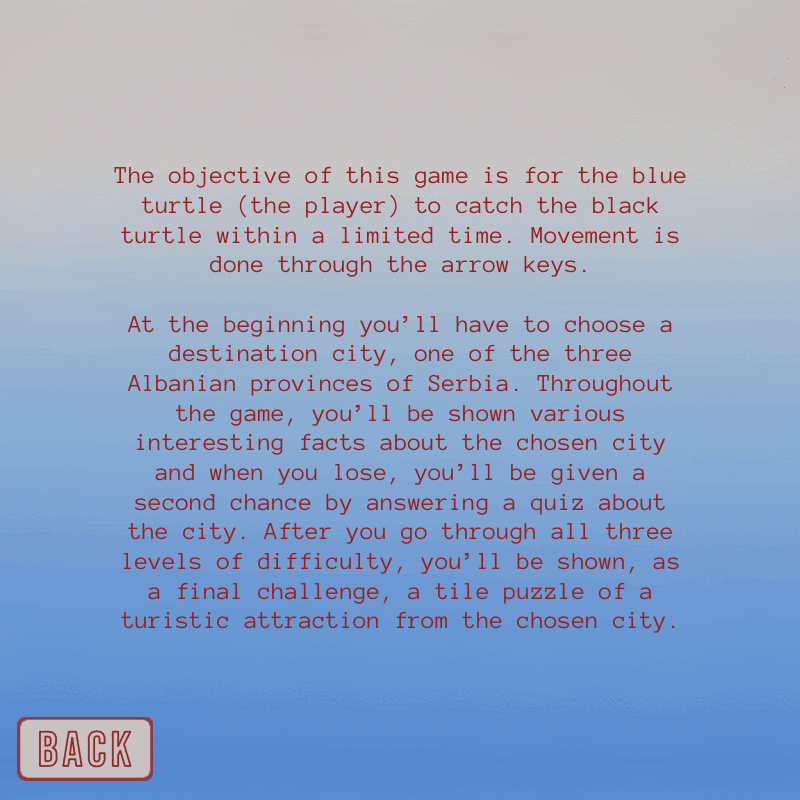 The objective of this game is for the blue
turtle (the player) to catch the black
turtle within a limited time. Movement is
done through the arrow keys.
At the beginning you’ll have to choose a
destination city, one of the three
Albanian provinces of Serbia. Throughout
the game, you’ll be shown various
interesting facts about the chosen city
and when you lose, you’ll be given a
second chance by answering a quiz about
the city. After you go through all three
levels of difficulty, you’ll be shown, as
a final challenge, a tile puzzle of a
turistic attraction from the chosen city.
BACK